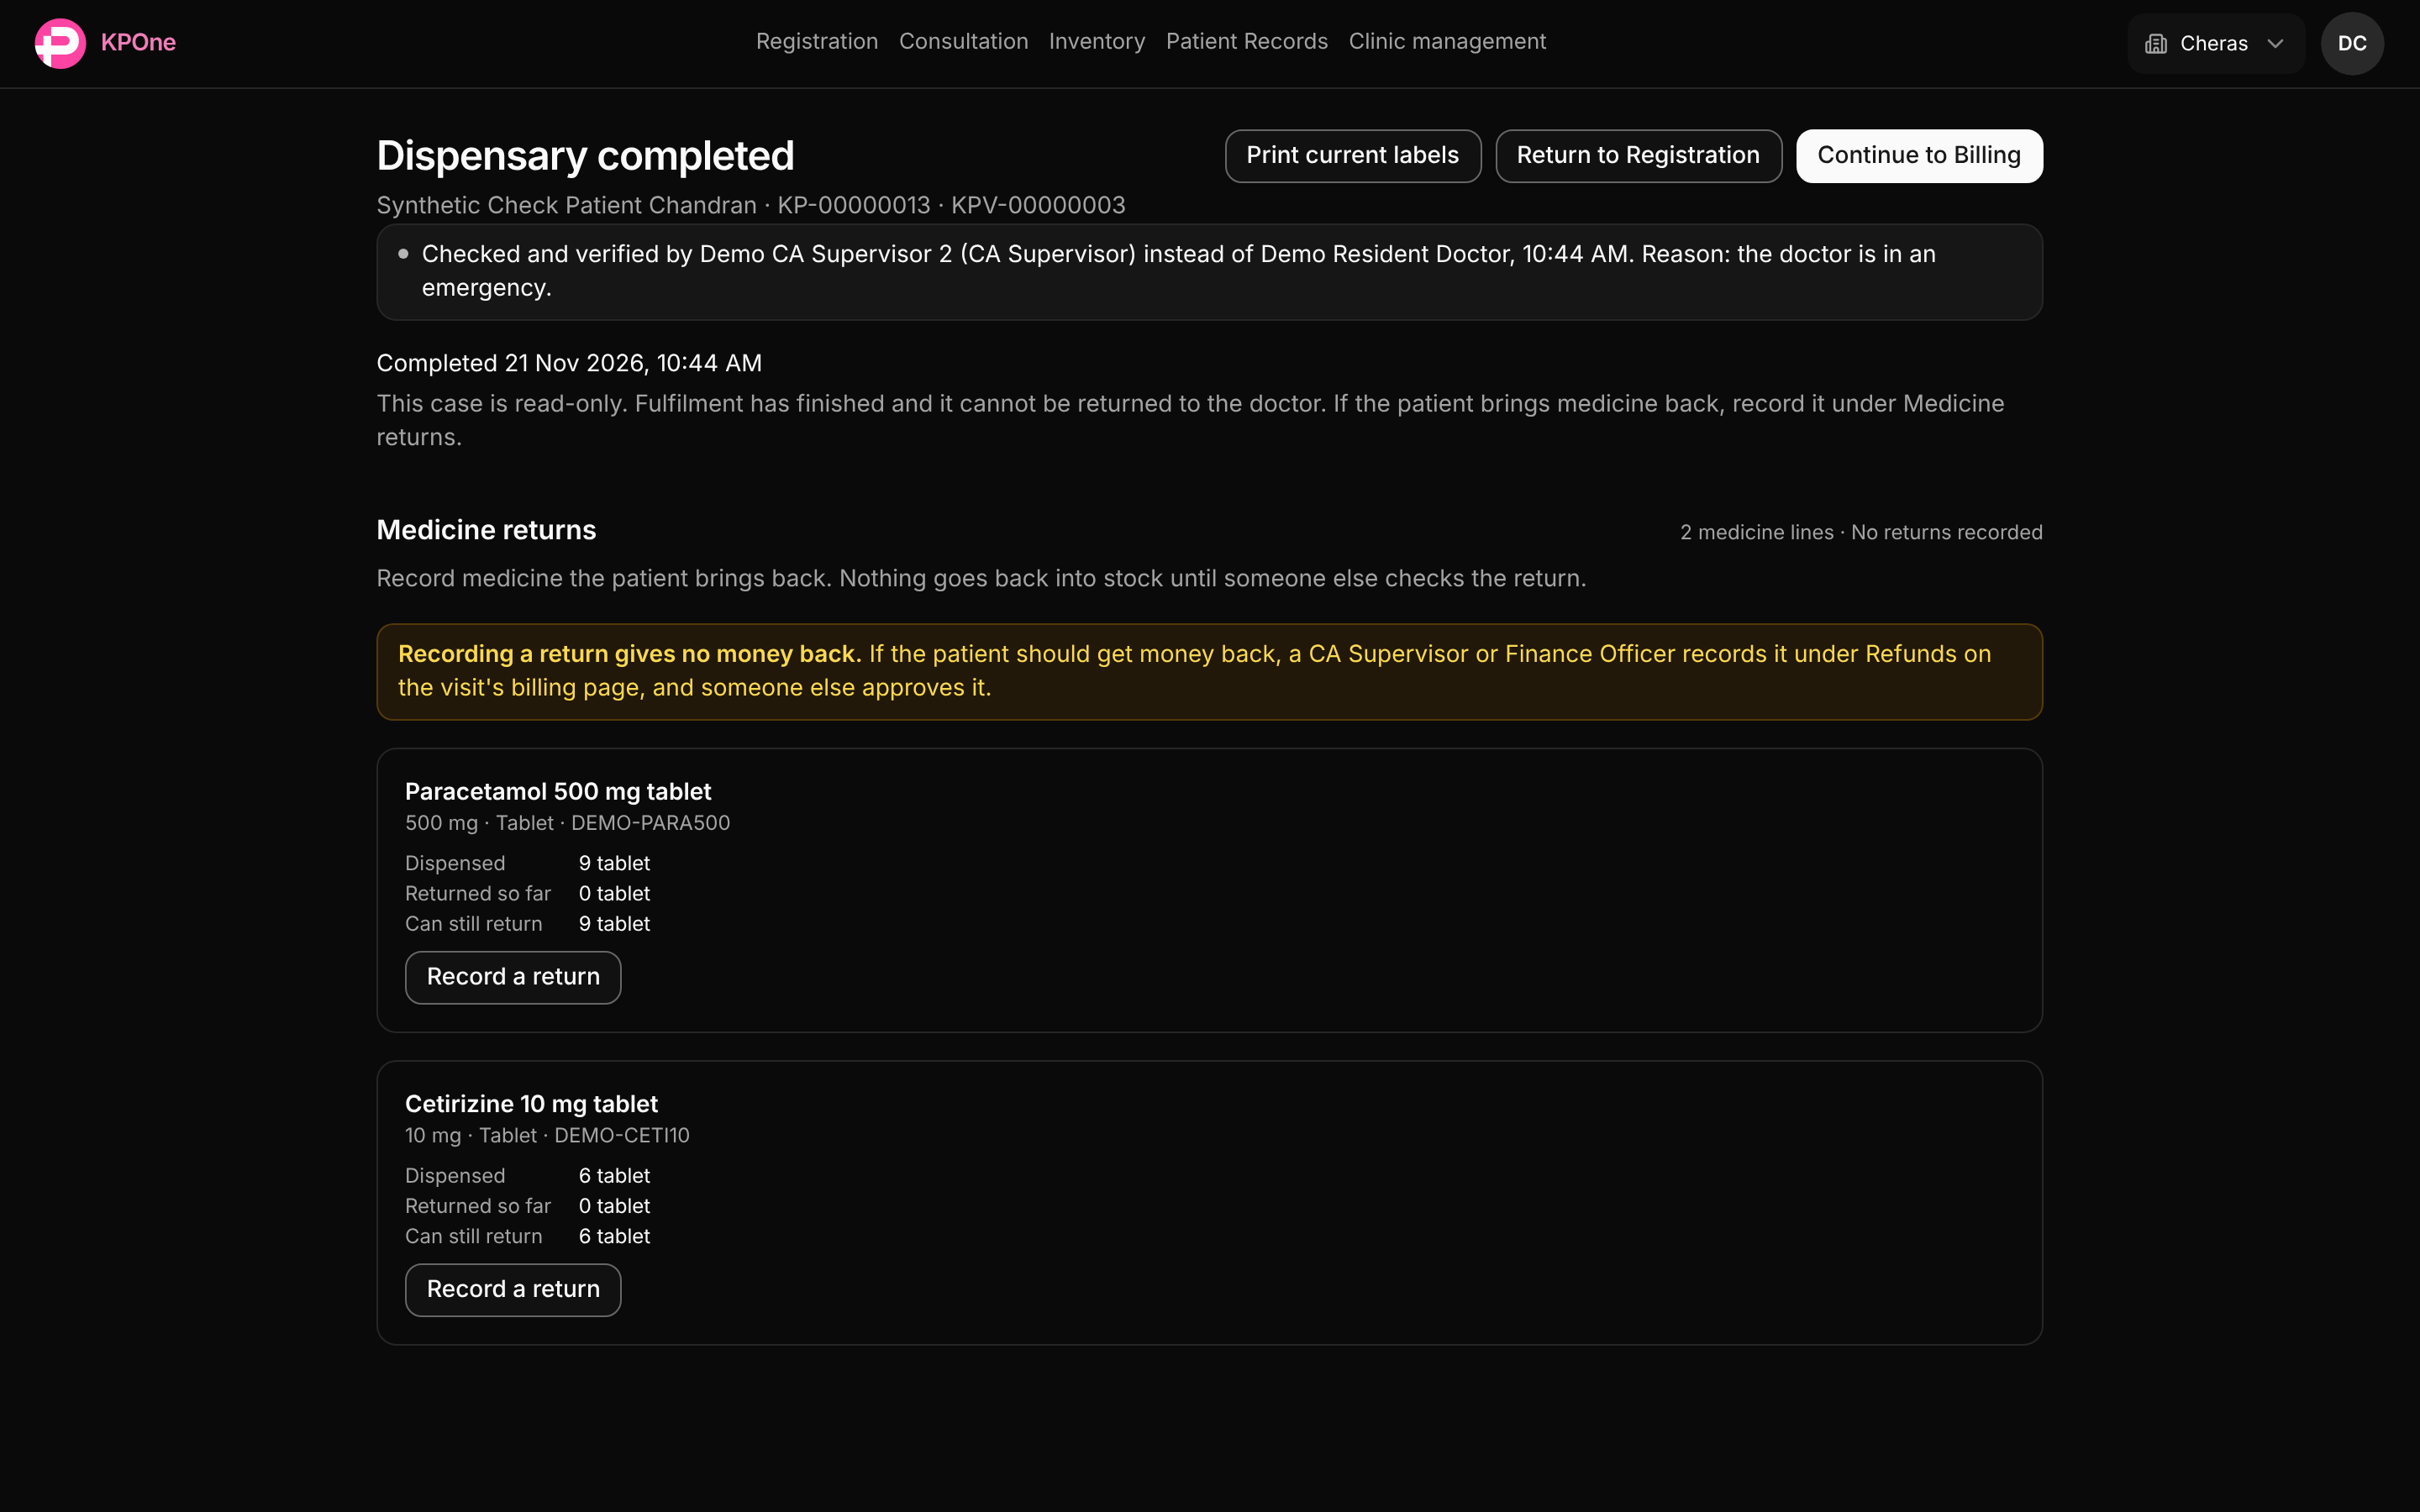 KPOne
Registration
Consultation
Inventory
Patient Records
Clinic management
Cheras
DC
Dispensary completed
Print current labels
Return to Registration
Continue to Billing
Synthetic Check Patient Chandran · KP-00000013 · KPV-00000003
Checked and verified by Demo CA Supervisor 2 (CA Supervisor) instead of Demo Resident Doctor, 10:44 AM. Reason: the doctor is in an
emergency.
Completed 21 Nov 2026, 10:44 AM
This case is read-only. Fulfilment has finished and it cannot be returned to the doctor. If the patient brings medicine back, record it under Medicine
returns.
Medicine returns
2 medicine lines · No returns recorded
Record medicine the patient brings back. Nothing goes back into stock until someone else checks the return.
Recording a return gives no money back. If the patient should get money back, a CA Supervisor or Finance Officer records it under Refunds on
the visit's billing page, and someone else approves it.
Paracetamol 500 mg tablet
500 mg · Tablet · DEMO-PARA500
Dispensed 9 tablet
Returned so far 0 tablet
Can still return 9 tablet
Record a return
Cetirizine 10 mg tablet
10 mg · Tablet · DEMO-CETI10
Dispensed 6 tablet
Returned so far 0 tablet
Can still return 6 tablet
Record a return